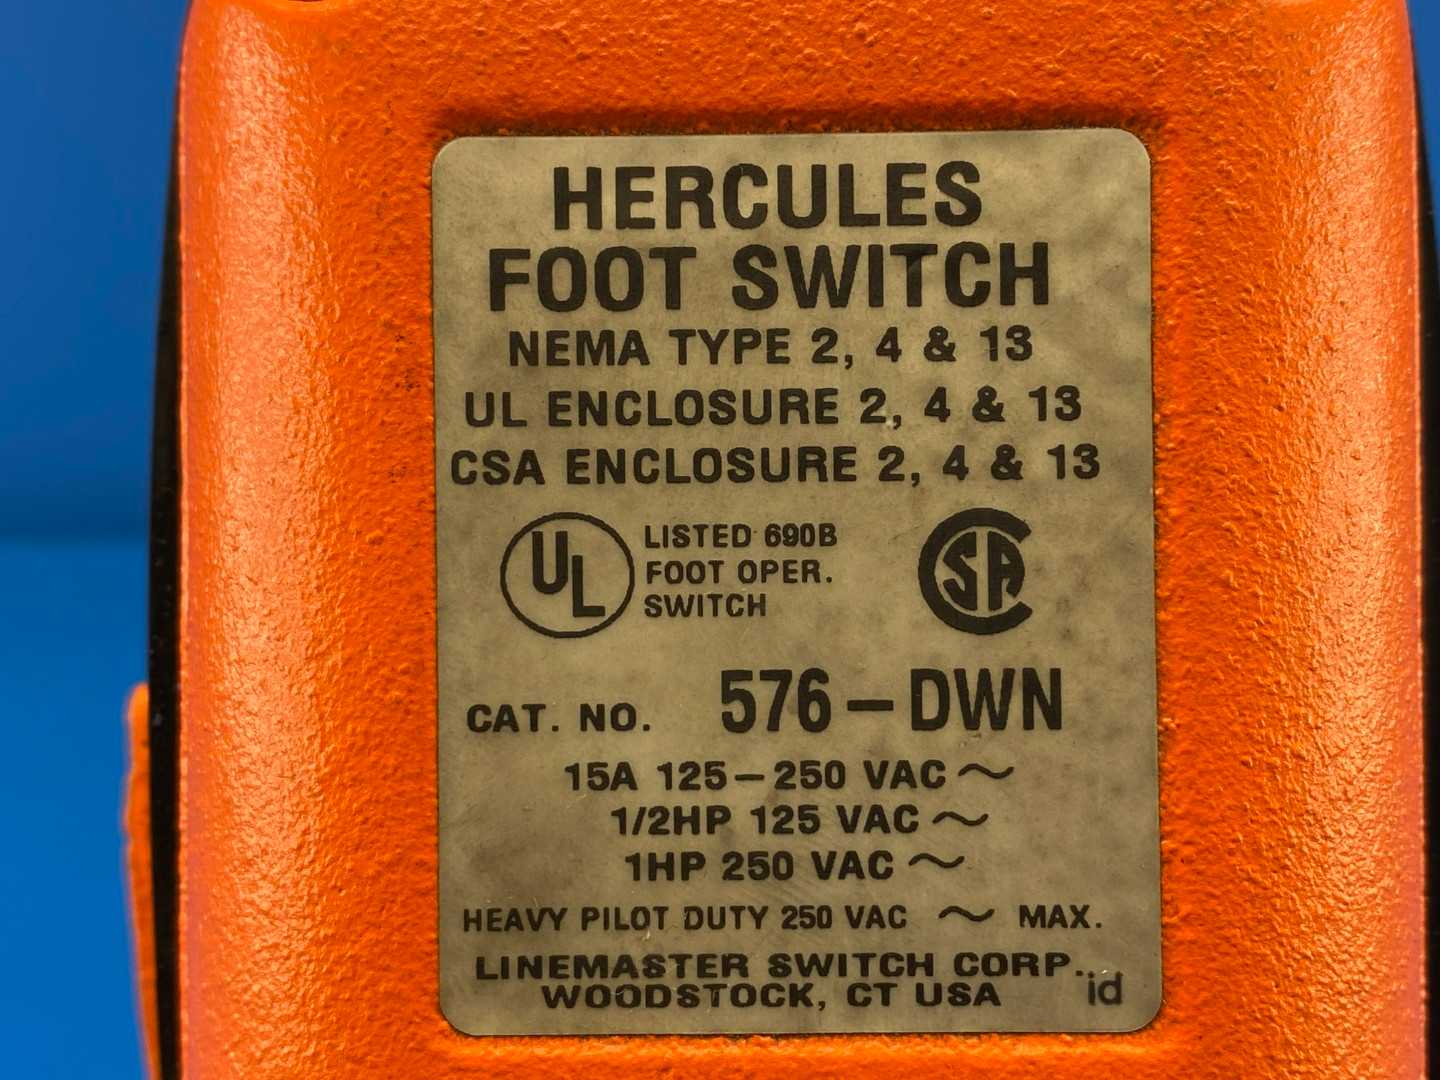 HERCULES
FOOT SWITCH
NEMA TYPE 2, 4 & 13
UL ENCLOSURE 2, 4 & 13
CSA ENCLOSURE 2, 4 & 13
UL LISTED 690B
FOOT OPER.
SWITCH
CSA
CAT. NO. 576-DWN
15A 125-250 VAC ~
1/2HP 125 VAC ~
1HP 250 VAC ~
HEAVY PILOT DUTY 250 VAC ~ MAX.
LINEMASTER SWITCH CORP.
WOODSTOCK, CT USA id